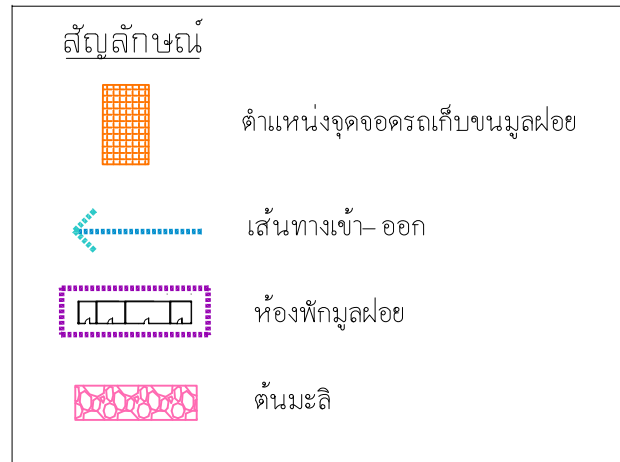 สัญลักษณ์
ตำแหน่งจุดจอดรถเก็บขนมูลฝอย
เส้นทางเข้า– ออก
ห้องพักมูลฝอย
ต้นมะลิ